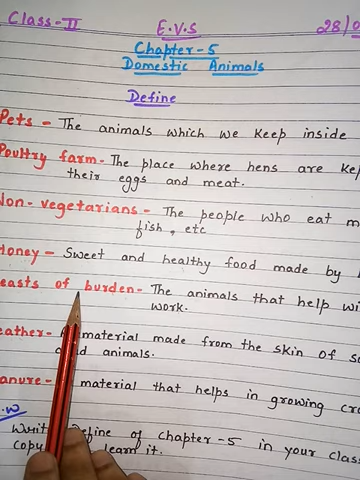 Class-II E.V.S 28/
Chapter-5
Domestic Animals
Define
Pets - The animals which we keep inside
Poultry farm - The place where hens are
their eggs and meat.
Non-vegetarians - The people who eat
fish, etc
Honey - Sweet and healthy food made by
easts of burden - The animals that help
work.
eather - material made from the skin of
animals.
anure - material that helps in growing
.W
Write Define of chapter-5 in your
copy learn it.